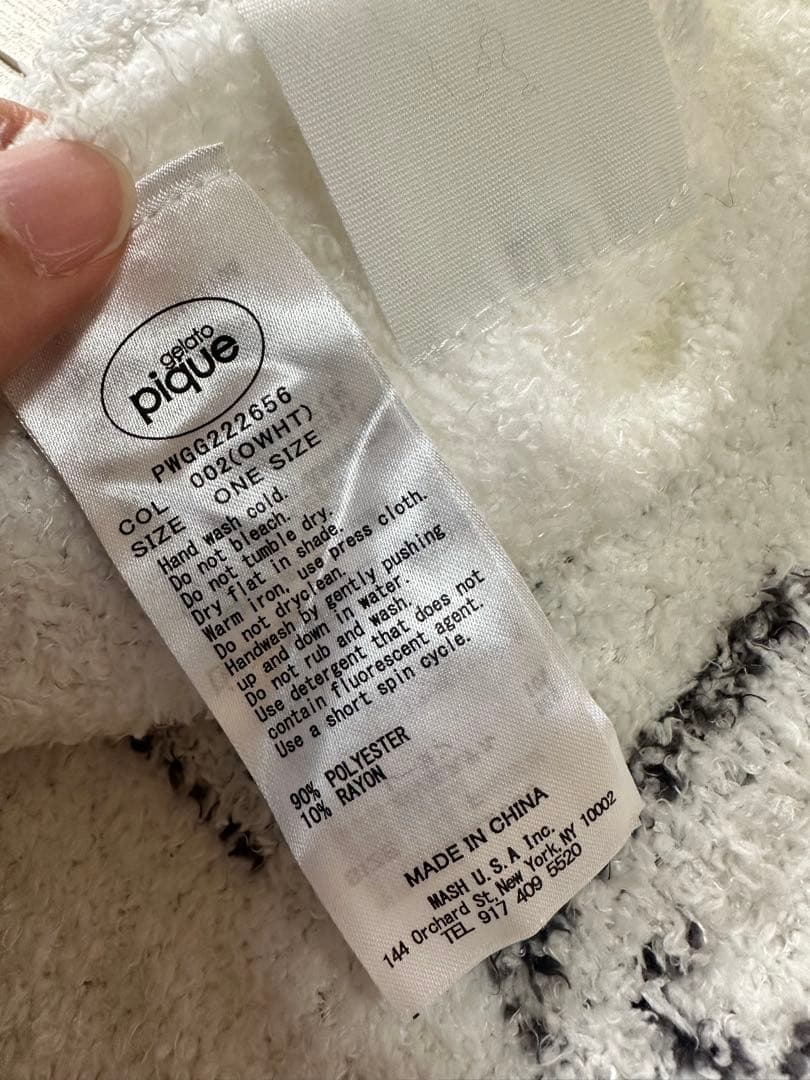 gelato
pique
PWGG222656
COL 002(OWHT)
SIZE ONE SIZE
Hand wash cold.
Do not bleach.
Do not tumble dry.
Dry flat in shade.
Warm iron, use press cloth.
Do not dryclean.
Handwash by gently pushing
up and down in water.
Do not rub and wash.
Use detergent that does not
contain fluorescent agent.
Use a short spin cycle.
90% POLYESTER
10% RAYON
MADE IN CHINA
MASH U.S.A Inc.
144 Orchard St, New York, NY 10002
TEL 917 409 5520